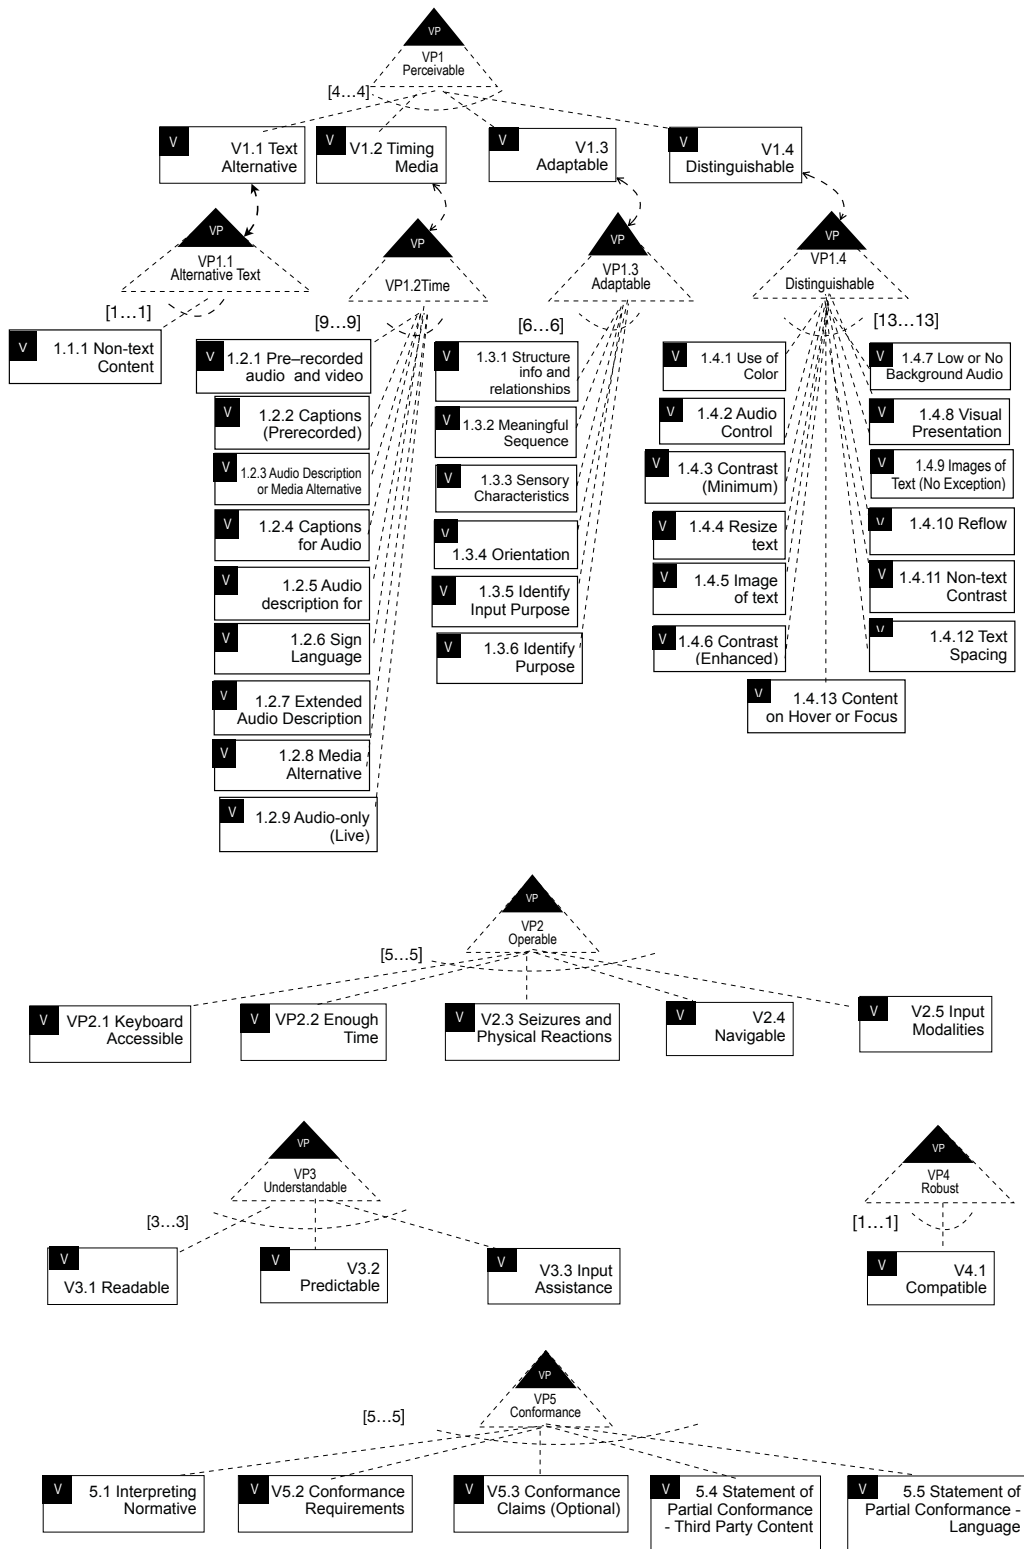 VP
VP1
Perceivable
[4...4]
V
V1.1 Text
Alternative
V
V1.2 Timing
Media
V
V1.3
Adaptable
V
V1.4
Distinguishable
VP
VP1.1
Alternative Text
VP
VP1.2Time
VP
VP1.3
Adaptable
VP
VP1.4
Distinguishable
[1...1]
[9...9]
[6...6]
[13...13]
V
1.1.1 Non-text
Content
V
1.2.1 Pre–recorded
audio and video
V
1.2.2 Captions
(Prerecorded)
V
1.2.3 Audio Description
or Media Alternative
V
1.2.4 Captions
for Audio
V
1.2.5 Audio
description for
V
1.2.6 Sign
Language
V
1.2.7 Extended
Audio Description
V
1.2.8 Media
Alternative
V
1.2.9 Audio-only
(Live)
V
1.3.1 Structure
info and
relationships
V
1.3.2 Meaningful
Sequence
V
1.3.3 Sensory
Characteristics
V
1.3.4 Orientation
V
1.3.5 Identify
Input Purpose
V
1.3.6 Identify
Purpose
V
1.4.1 Use of
Color
V
1.4.2 Audio
Control
V
1.4.3 Contrast
(Minimum)
V
1.4.4 Resize
text
V
1.4.5 Image
of text
V
1.4.6 Contrast
(Enhanced)
V
1.4.7 Low or No
Background Audio
V
1.4.8 Visual
Presentation
V
1.4.9 Images of
Text (No Exception)
V
1.4.10 Reflow
V
1.4.11 Non-text
Contrast
V
1.4.12 Text
Spacing
V
1.4.13 Content
on Hover or Focus
VP
VP2
Operable
[5...5]
V
VP2.1 Keyboard
Accessible
V
VP2.2 Enough
Time
V
V2.3 Seizures and
Physical Reactions
V
V2.4
Navigable
V
V2.5 Input
Modalities
VP
VP3
Understandable
[3...3]
V
V3.1 Readable
V
V3.2
Predictable
V
V3.3 Input
Assistance
VP
VP4
Robust
[1...1]
V
V4.1
Compatible
VP
VP5
Conformance
[5...5]
V
5.1 Interpreting
Normative
V
V5.2 Conformance
Requirements
V
V5.3 Conformance
Claims (Optional)
V
5.4 Statement of
Partial Conformance
- Third Party Content
V
5.5 Statement of
Partial Conformance -
Language